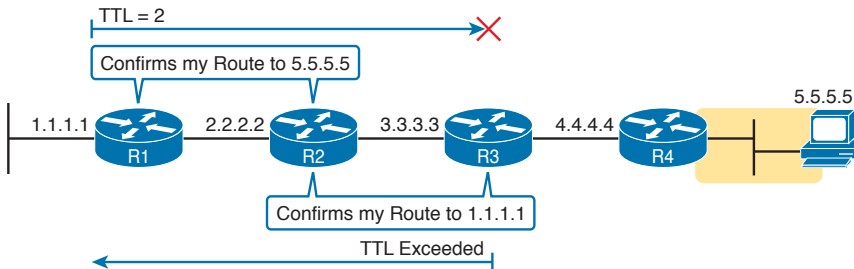 TTL = 2
Confirms my Route to 5.5.5.5
5.5.5.5
1.1.1.1 2.2.2.2 3.3.3.3 4.4.4.4
R1 R2 R3 R4
Confirms my Route to 1.1.1.1
TTL Exceeded